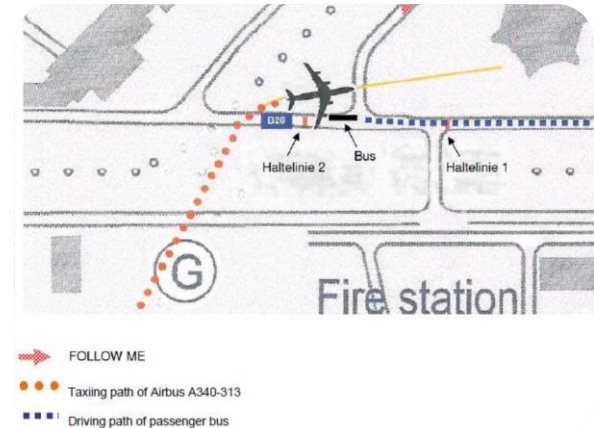 D20
Haltelinie 2
Bus
Haltelinie 1
G
Fire station
FOLLOW ME
Taxiing path of Airbus A340-313
Driving path of passenger bus